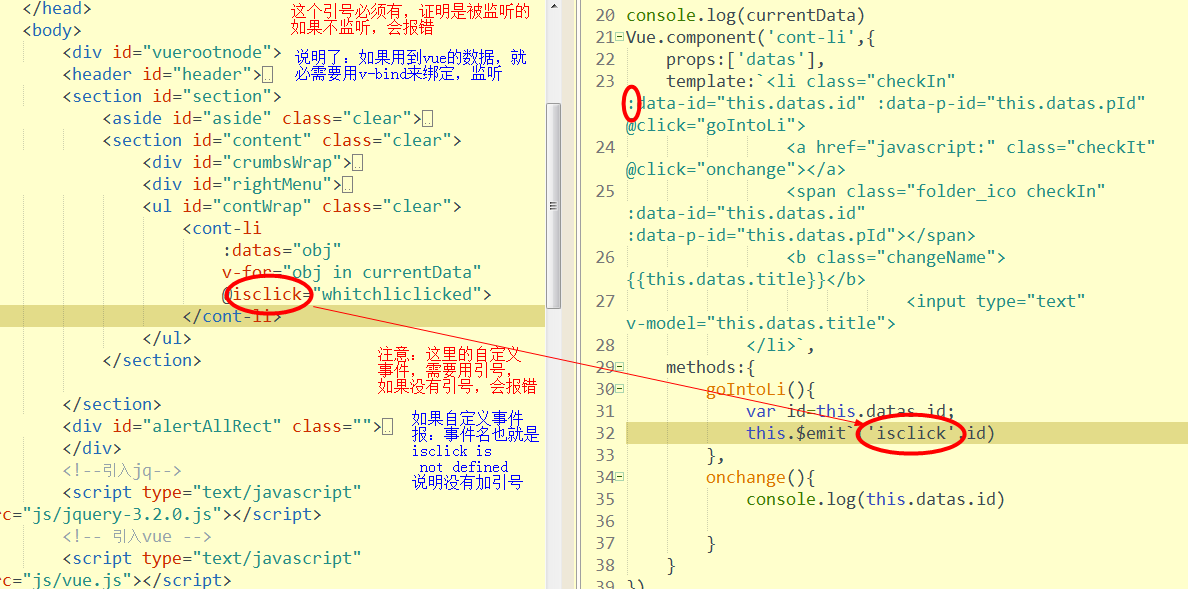 </head>
<body>
<div id="vuerootnode">
<header id="header">
<section id="section">
<aside id="aside" class="clear">
<section id="content" class="clear">
<div id="crumbsWrap">
<div id="rightMenu">
<ul id="contWrap" class="clear">
<cont-li
:datas="obj"
v-for="obj in currentData"
@isclick="whitchliclicked">
</cont-li>
</ul>
</section>
</section>
<div id="alertAllRect" class="">
</div>
<!--引入jq-->
<script type="text/javascript"
rc="js/jquery-3.2.0.js"></script>
<!-- 引入vue -->
<script type="text/javascript"
rc="js/vue.js"></script>
这个引号必须有，证明是被监听的
如果不监听，会报错
说明了：如果用到vue的数据，就
必需要用v-bind来绑定，监听
注意：这里的自定义
事件，需要用引号，
如果没有引号，会报错
如果自定义事件
报：事件名也就是
isclick is
not defined
说明没有加引号
20 console.log(currentData)
21 Vue.component('cont-li',{
22 props:['datas'],
23 template:`<li class="checkIn"
:data-id="this.datas.id" :data-p-id="this.datas.pId"
@click="goIntoLi">
24 <a href="javascript:" class="checkIt"
@click="onchange"></a>
25 <span class="folder_ico checkIn"
:data-id="this.datas.id"
:data-p-id="this.datas.pId"></span>
26 <b class="changeName">
{{this.datas.title}}</b>
27 <input type="text"
v-model="this.datas.title">
28 </li>`,
29 methods:{
30 goIntoLi(){
31 var id=this.datas.id;
32 this.$emit('isclick',id)
33 },
34 onchange(){
35 console.log(this.datas.id)
36
37 }
38 }
39 })